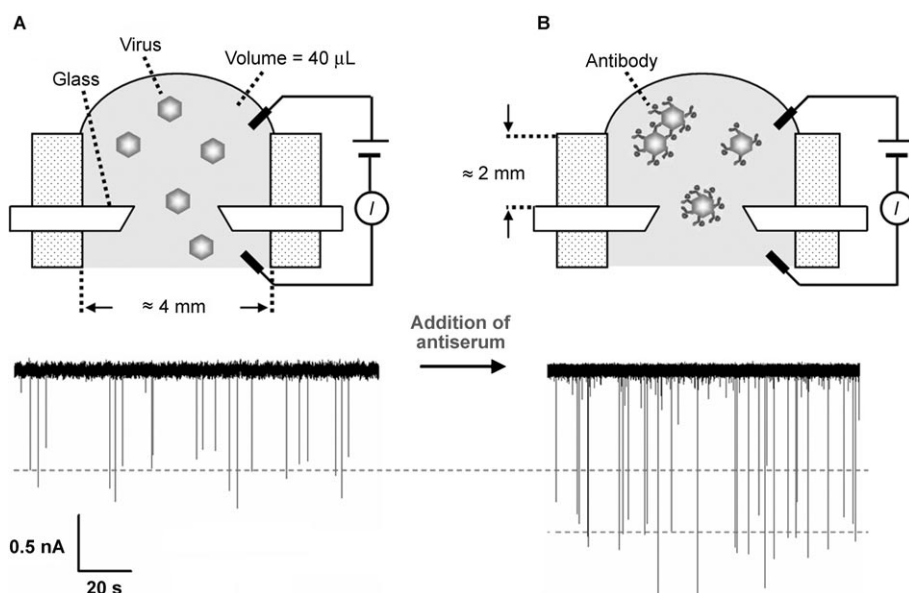 A
Virus
Volume = 40 µL
Glass
I
≈ 4 mm
B
Antibody
≈ 2 mm
I
Addition of
antiserum
0.5 nA
20 s